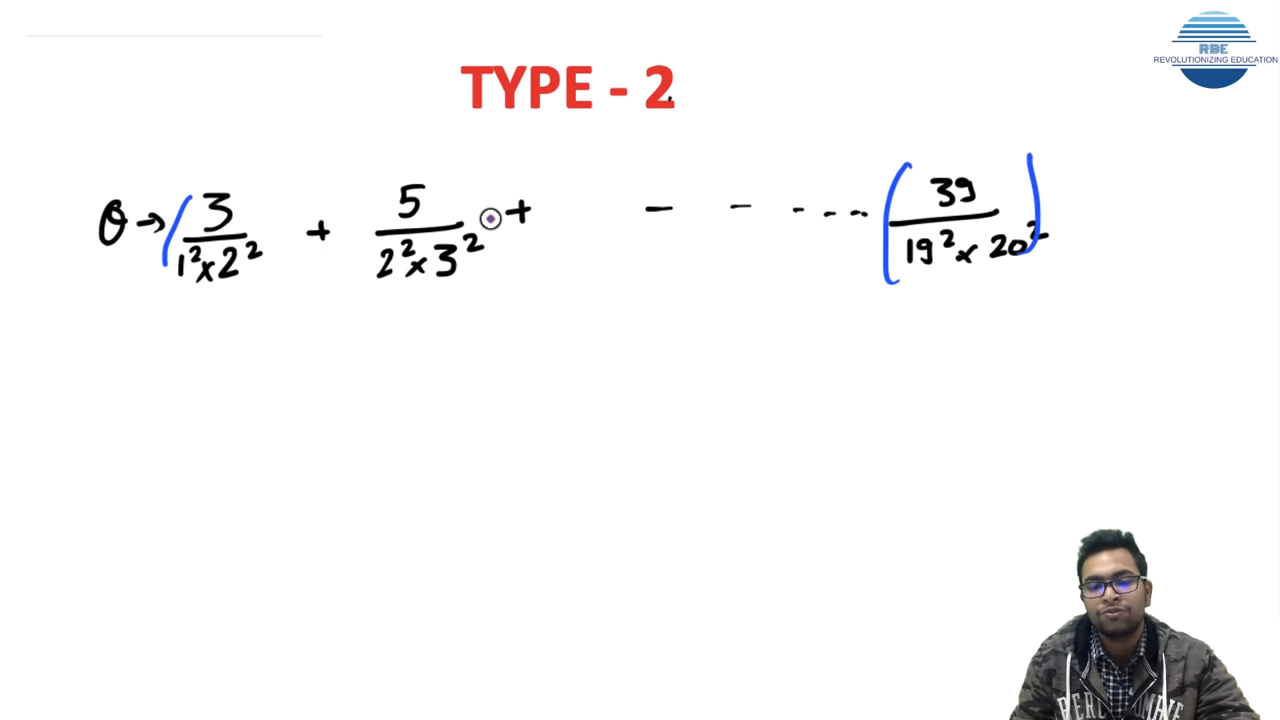 RBE
REVOLUTIONIZING EDUCATION
TYPE - 2
Q → (3/1²×2² + 5/2²×3² + - - - - - - (39/19²×20²)